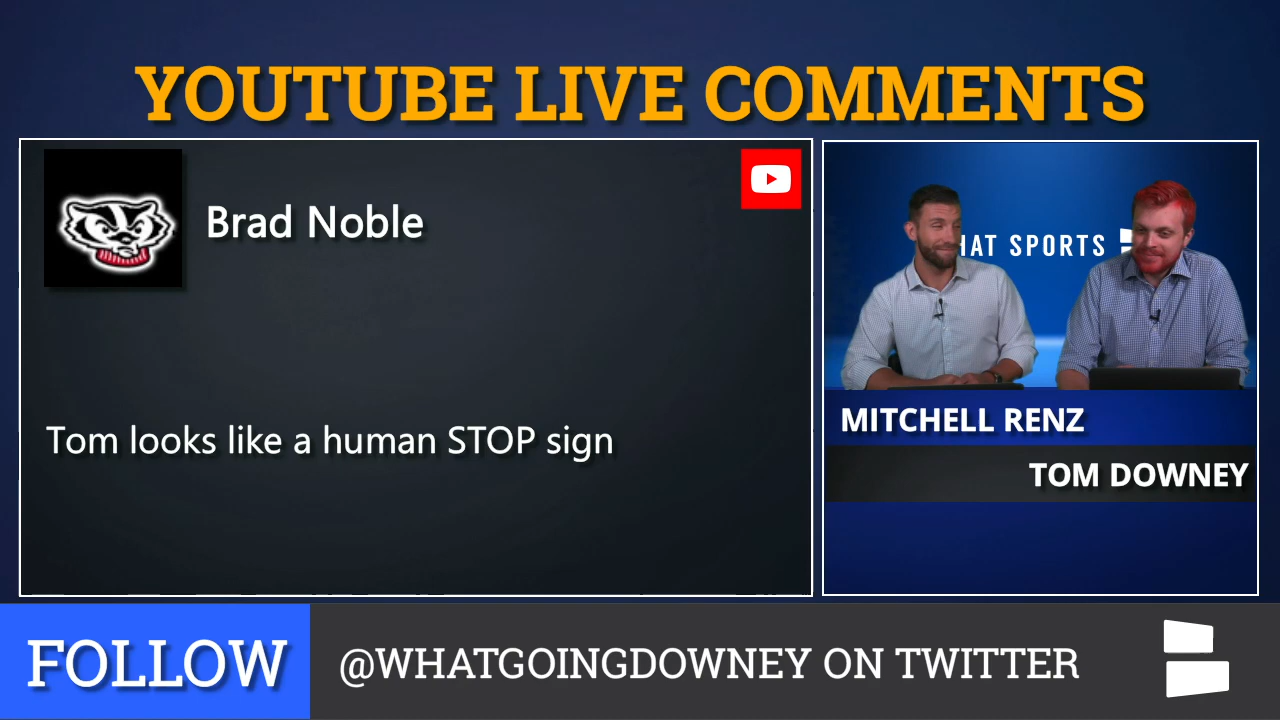 YOUTUBE LIVE COMMENTS
Brad Noble
Tom looks like a human STOP sign
HAT SPORTS
MITCHELL RENZ
TOM DOWNEY
FOLLOW
@WHATGOINGDOWNEY ON TWITTER